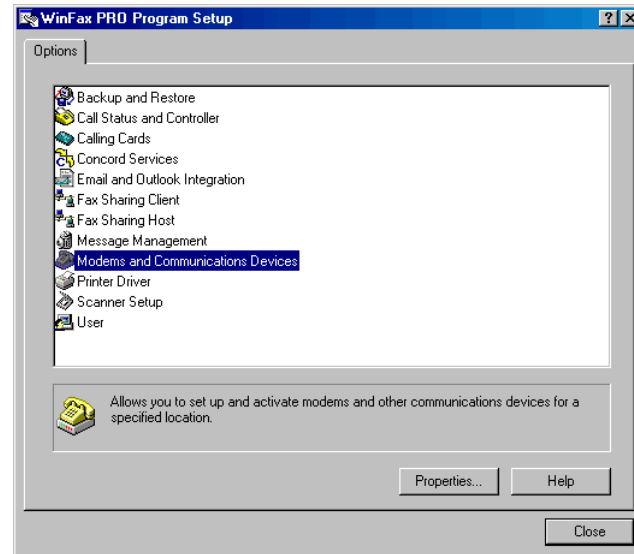 WinFax PRO Program Setup
Options
Backup and Restore
Call Status and Controller
Calling Cards
Concord Services
Email and Outlook Integration
Fax Sharing Client
Fax Sharing Host
Message Management
Modems and Communications Devices
Printer Driver
Scanner Setup
User
Allows you to set up and activate modems and other communications devices for a
specified location.
Properties...
Help
Close